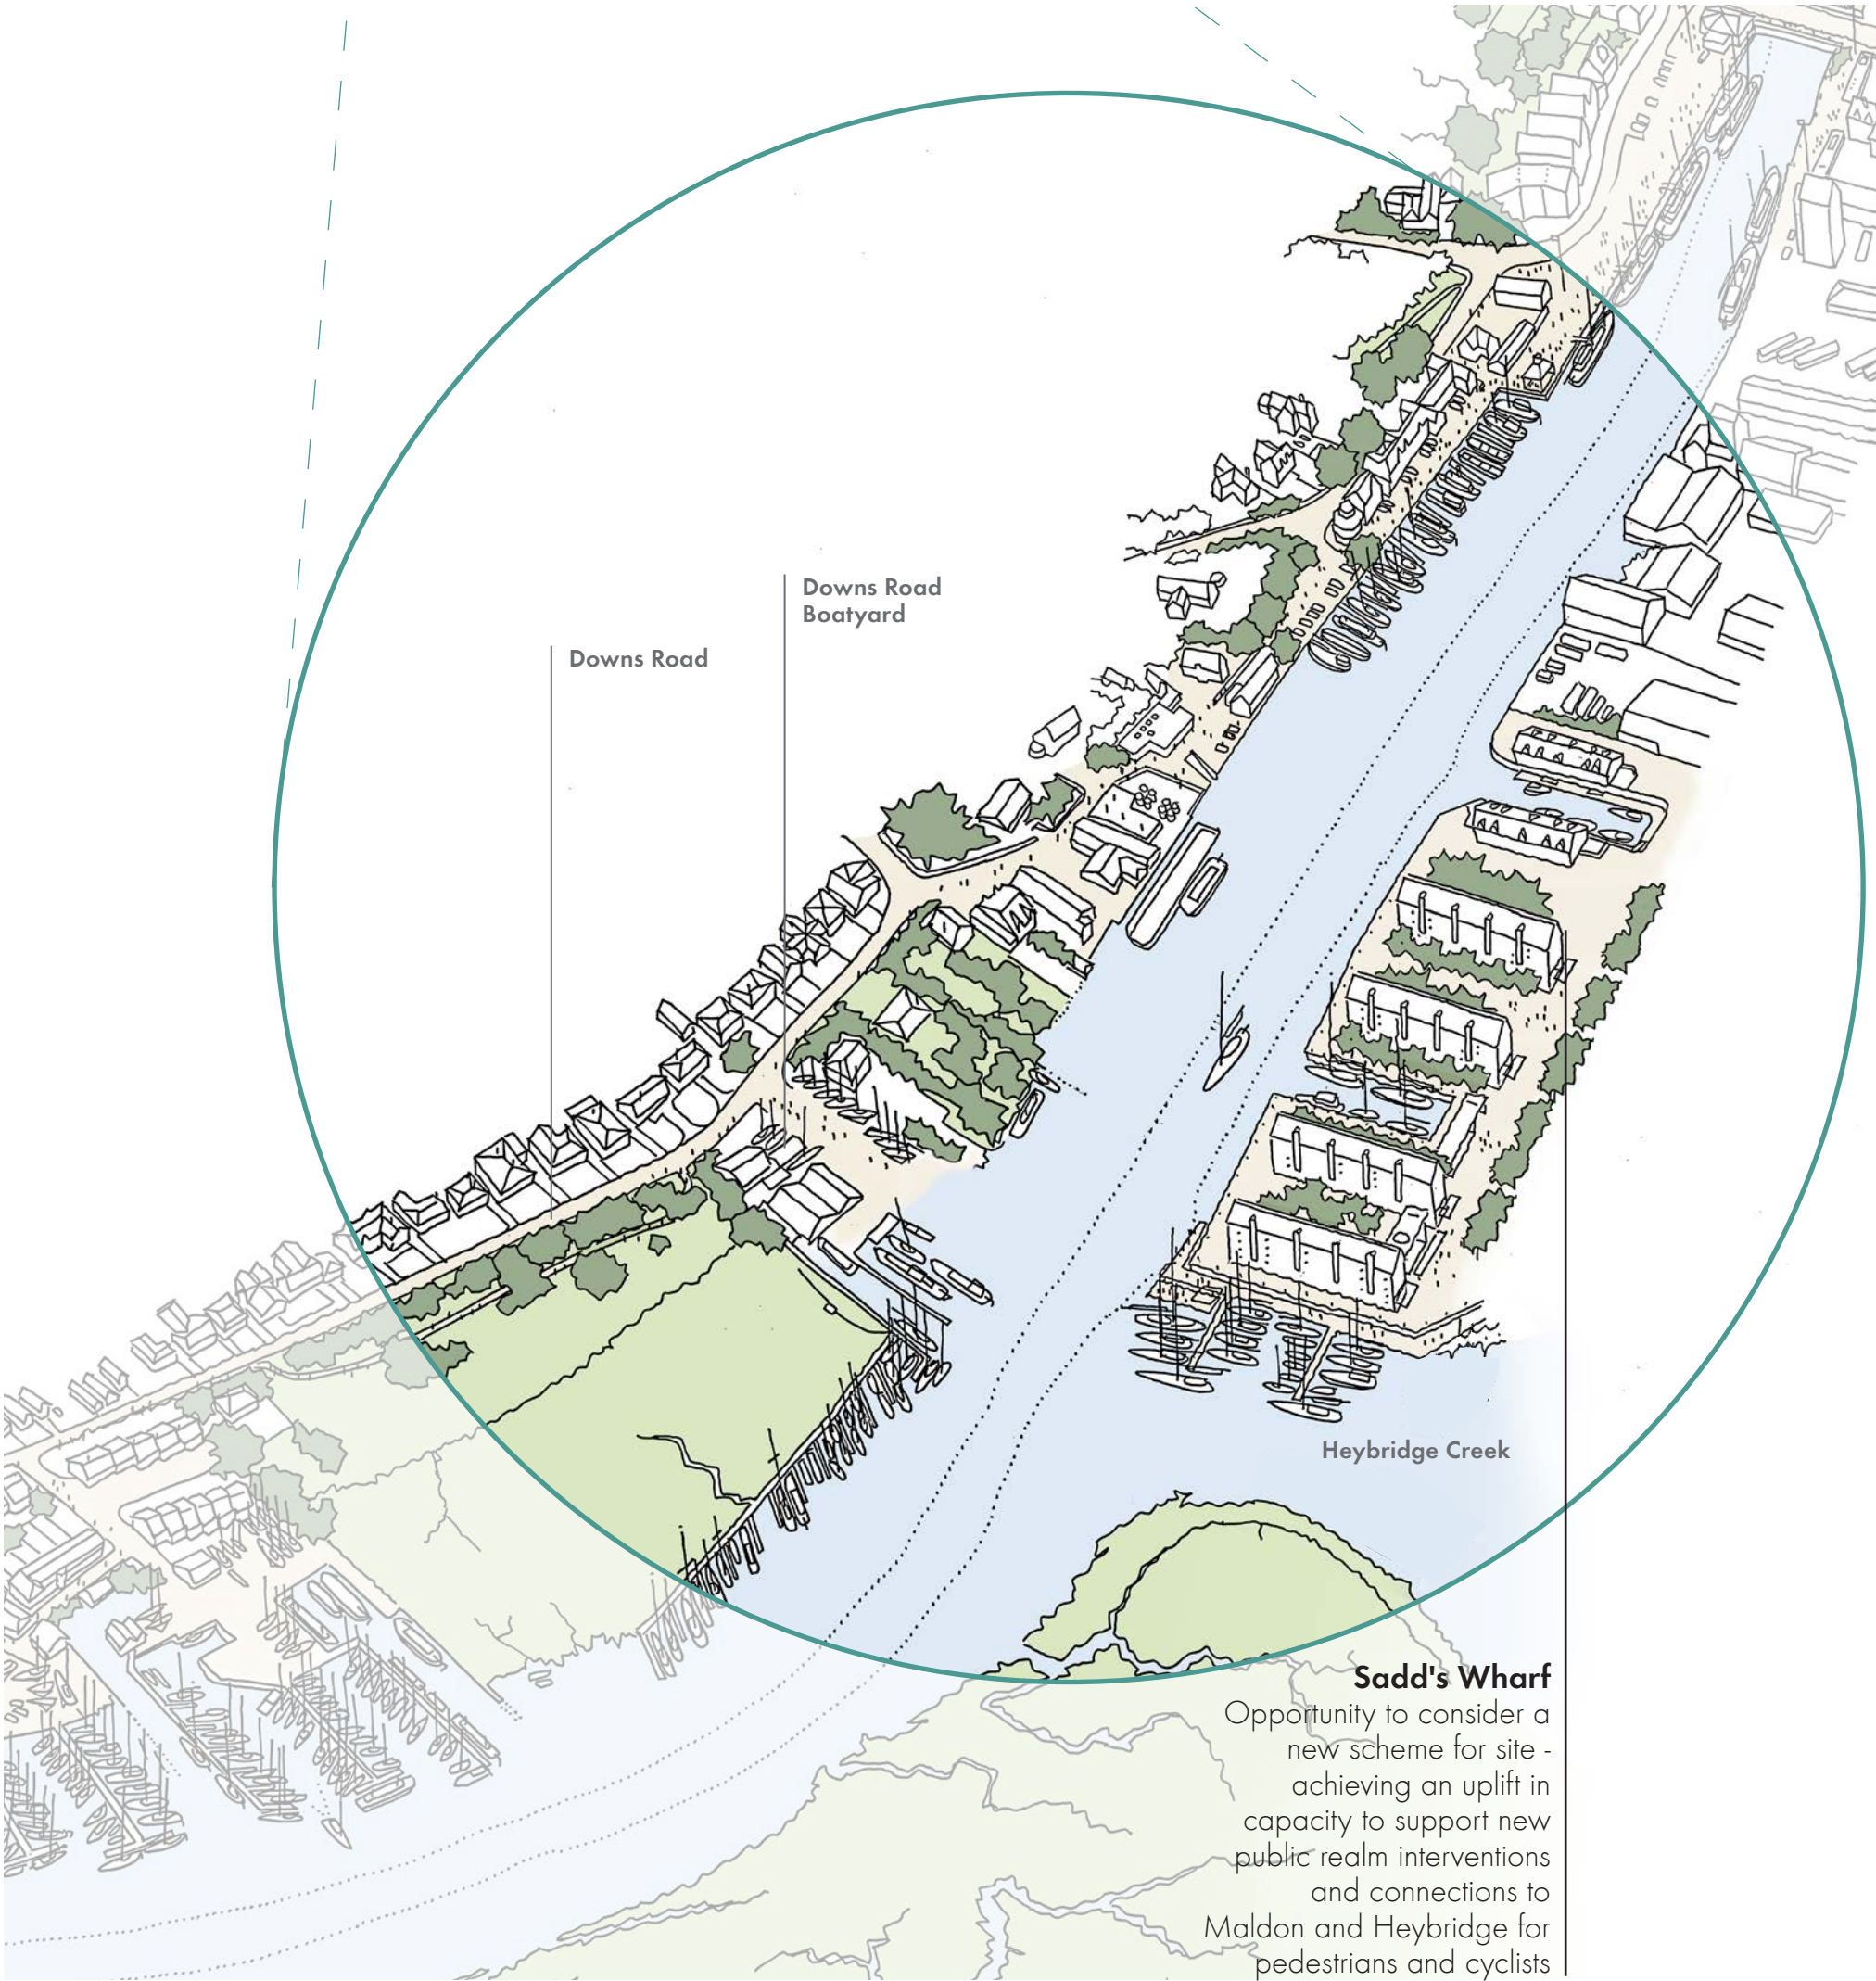 Downs Road
Boatyard
Downs Road
Heybridge Creek
Sadd's Wharf
Opportunity to consider a
new scheme for site -
achieving an uplift in
capacity to support new
public realm interventions
and connections to
Maldon and Heybridge for
pedestrians and cyclists